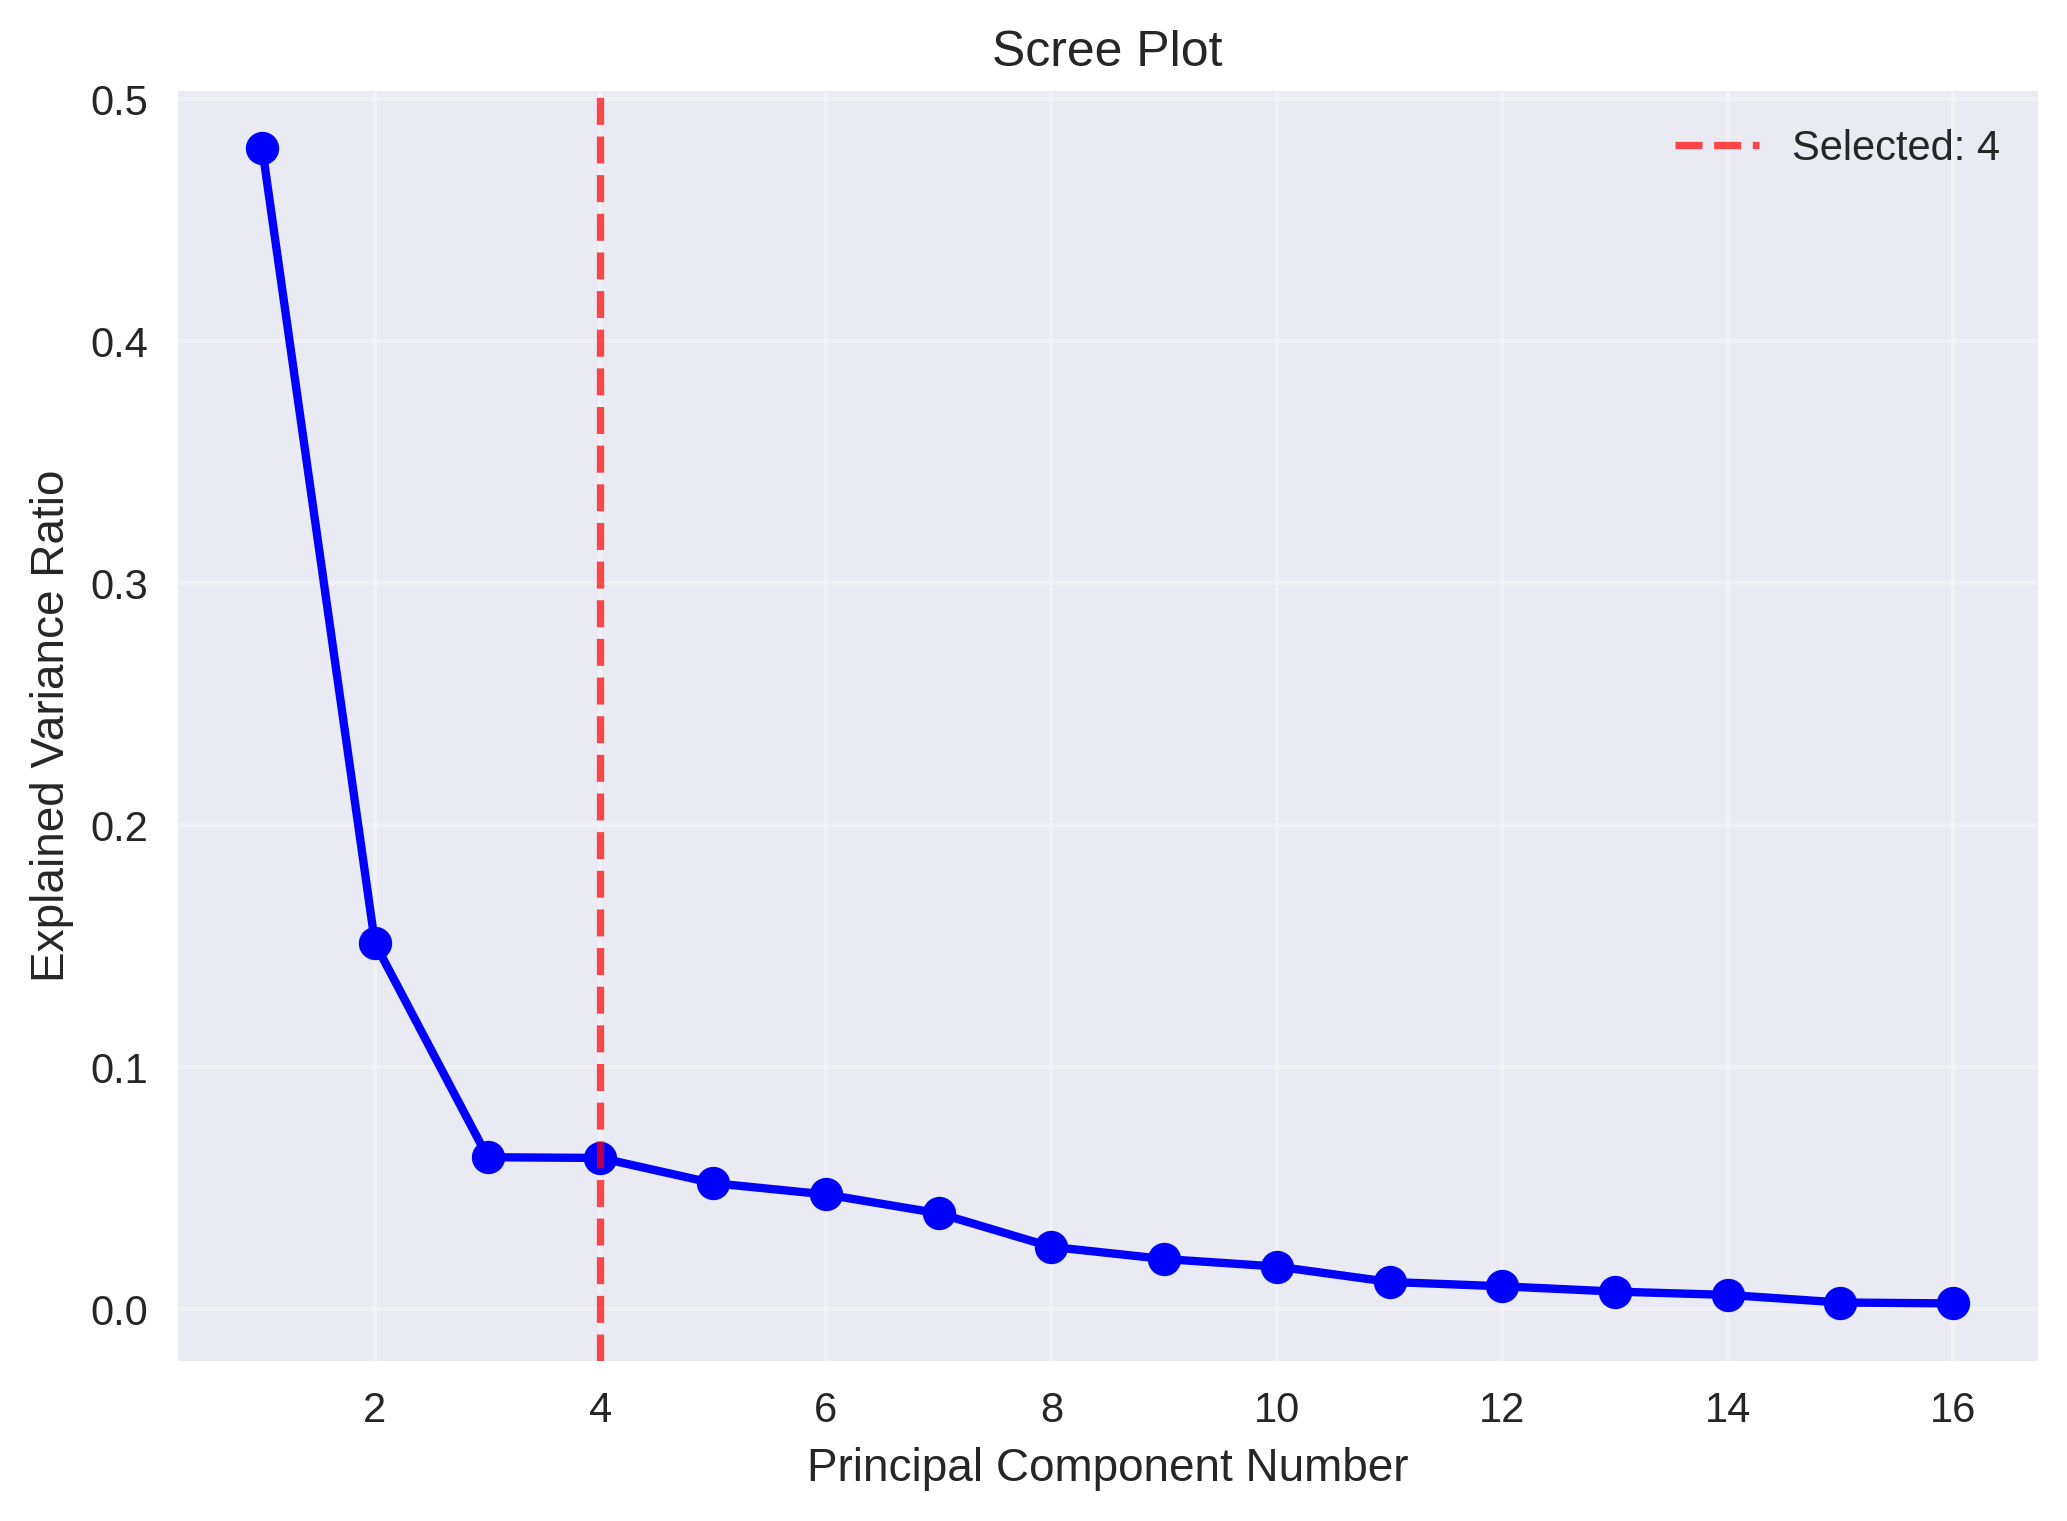 Scree Plot
0.5
0.4
0.3
0.2
0.1
0.0
Explained Variance Ratio
Selected: 4
2 4 6 8 10 12 14 16
Principal Component Number